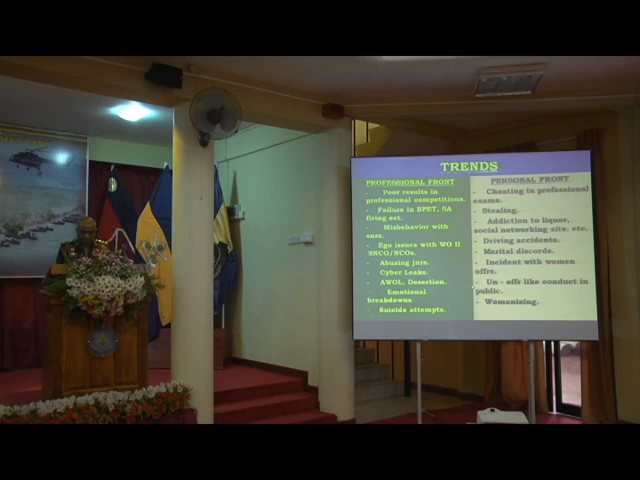 TRENDS
PROFESSIONAL FRONT
- Poor results in
professional competitions.
- Failure in BPET, SA
firing ect.
- Misbehavior with
snrs.
- Ego issues with WO II
SNCO/NCOs.
- Abusing jnrs.
- Cyber Leaks.
- AWOL, Desertion.
- Emotional
breakdowns
- Suicide attempts.
PERSONAL FRONT
- Cheating in professional
exams.
- Stealing.
- Addiction to liquor,
social networking sits. etc.
- Driving accidents.
- Marital discords.
- Incident with women
offrs.
- Un - offr like conduct in
public.
- Womanising.